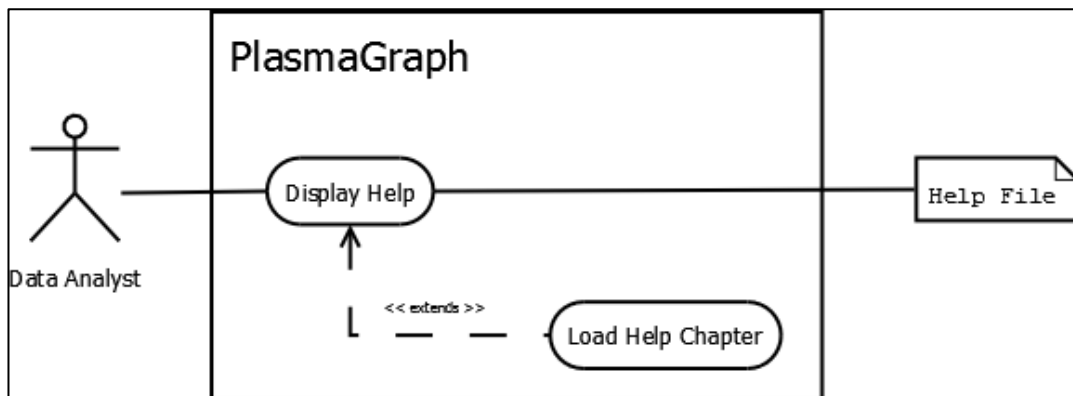 PlasmaGraph
Display Help
Help File
Data Analyst
<< extends >>
Load Help Chapter